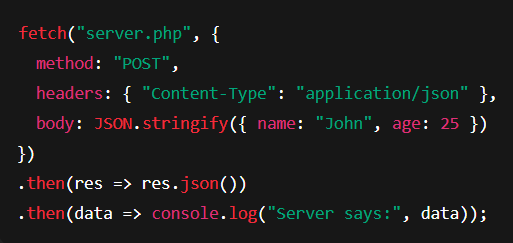 fetch("server.php", {
  method: "POST",
  headers: { "Content-Type": "application/json" },
  body: JSON.stringify({ name: "John", age: 25 })
})
.then(res => res.json())
.then(data => console.log("Server says:", data));